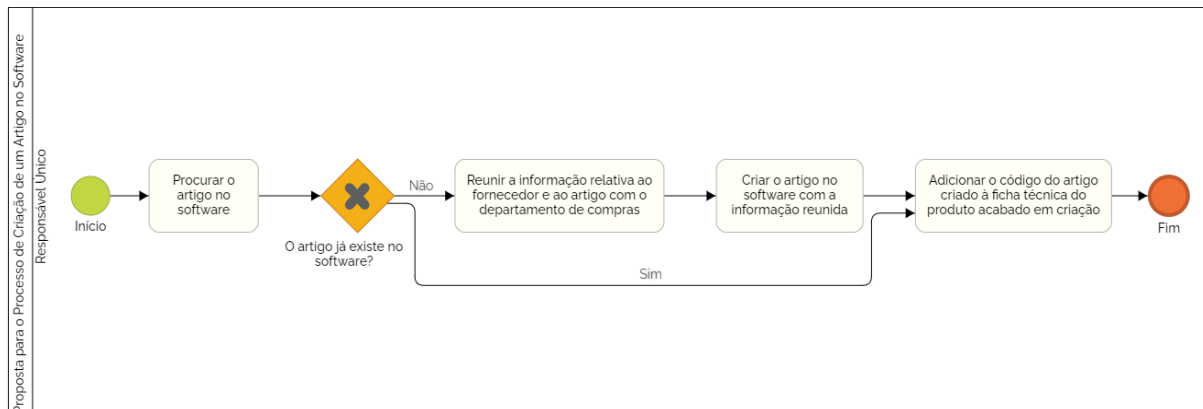 Proposta para o Processo de Criação de um Artigo no Software
Responsável Único
Início
Procurar o
artigo no
software
O artigo já existe no
software?
Não
Reunir a informação relativa ao
fornecedor e ao artigo com o
departamento de compras
Criar o artigo no
software com a
informação reunida
Sim
Adicionar o código do artigo
criado à ficha técnica do
produto acabado em criação
Fim